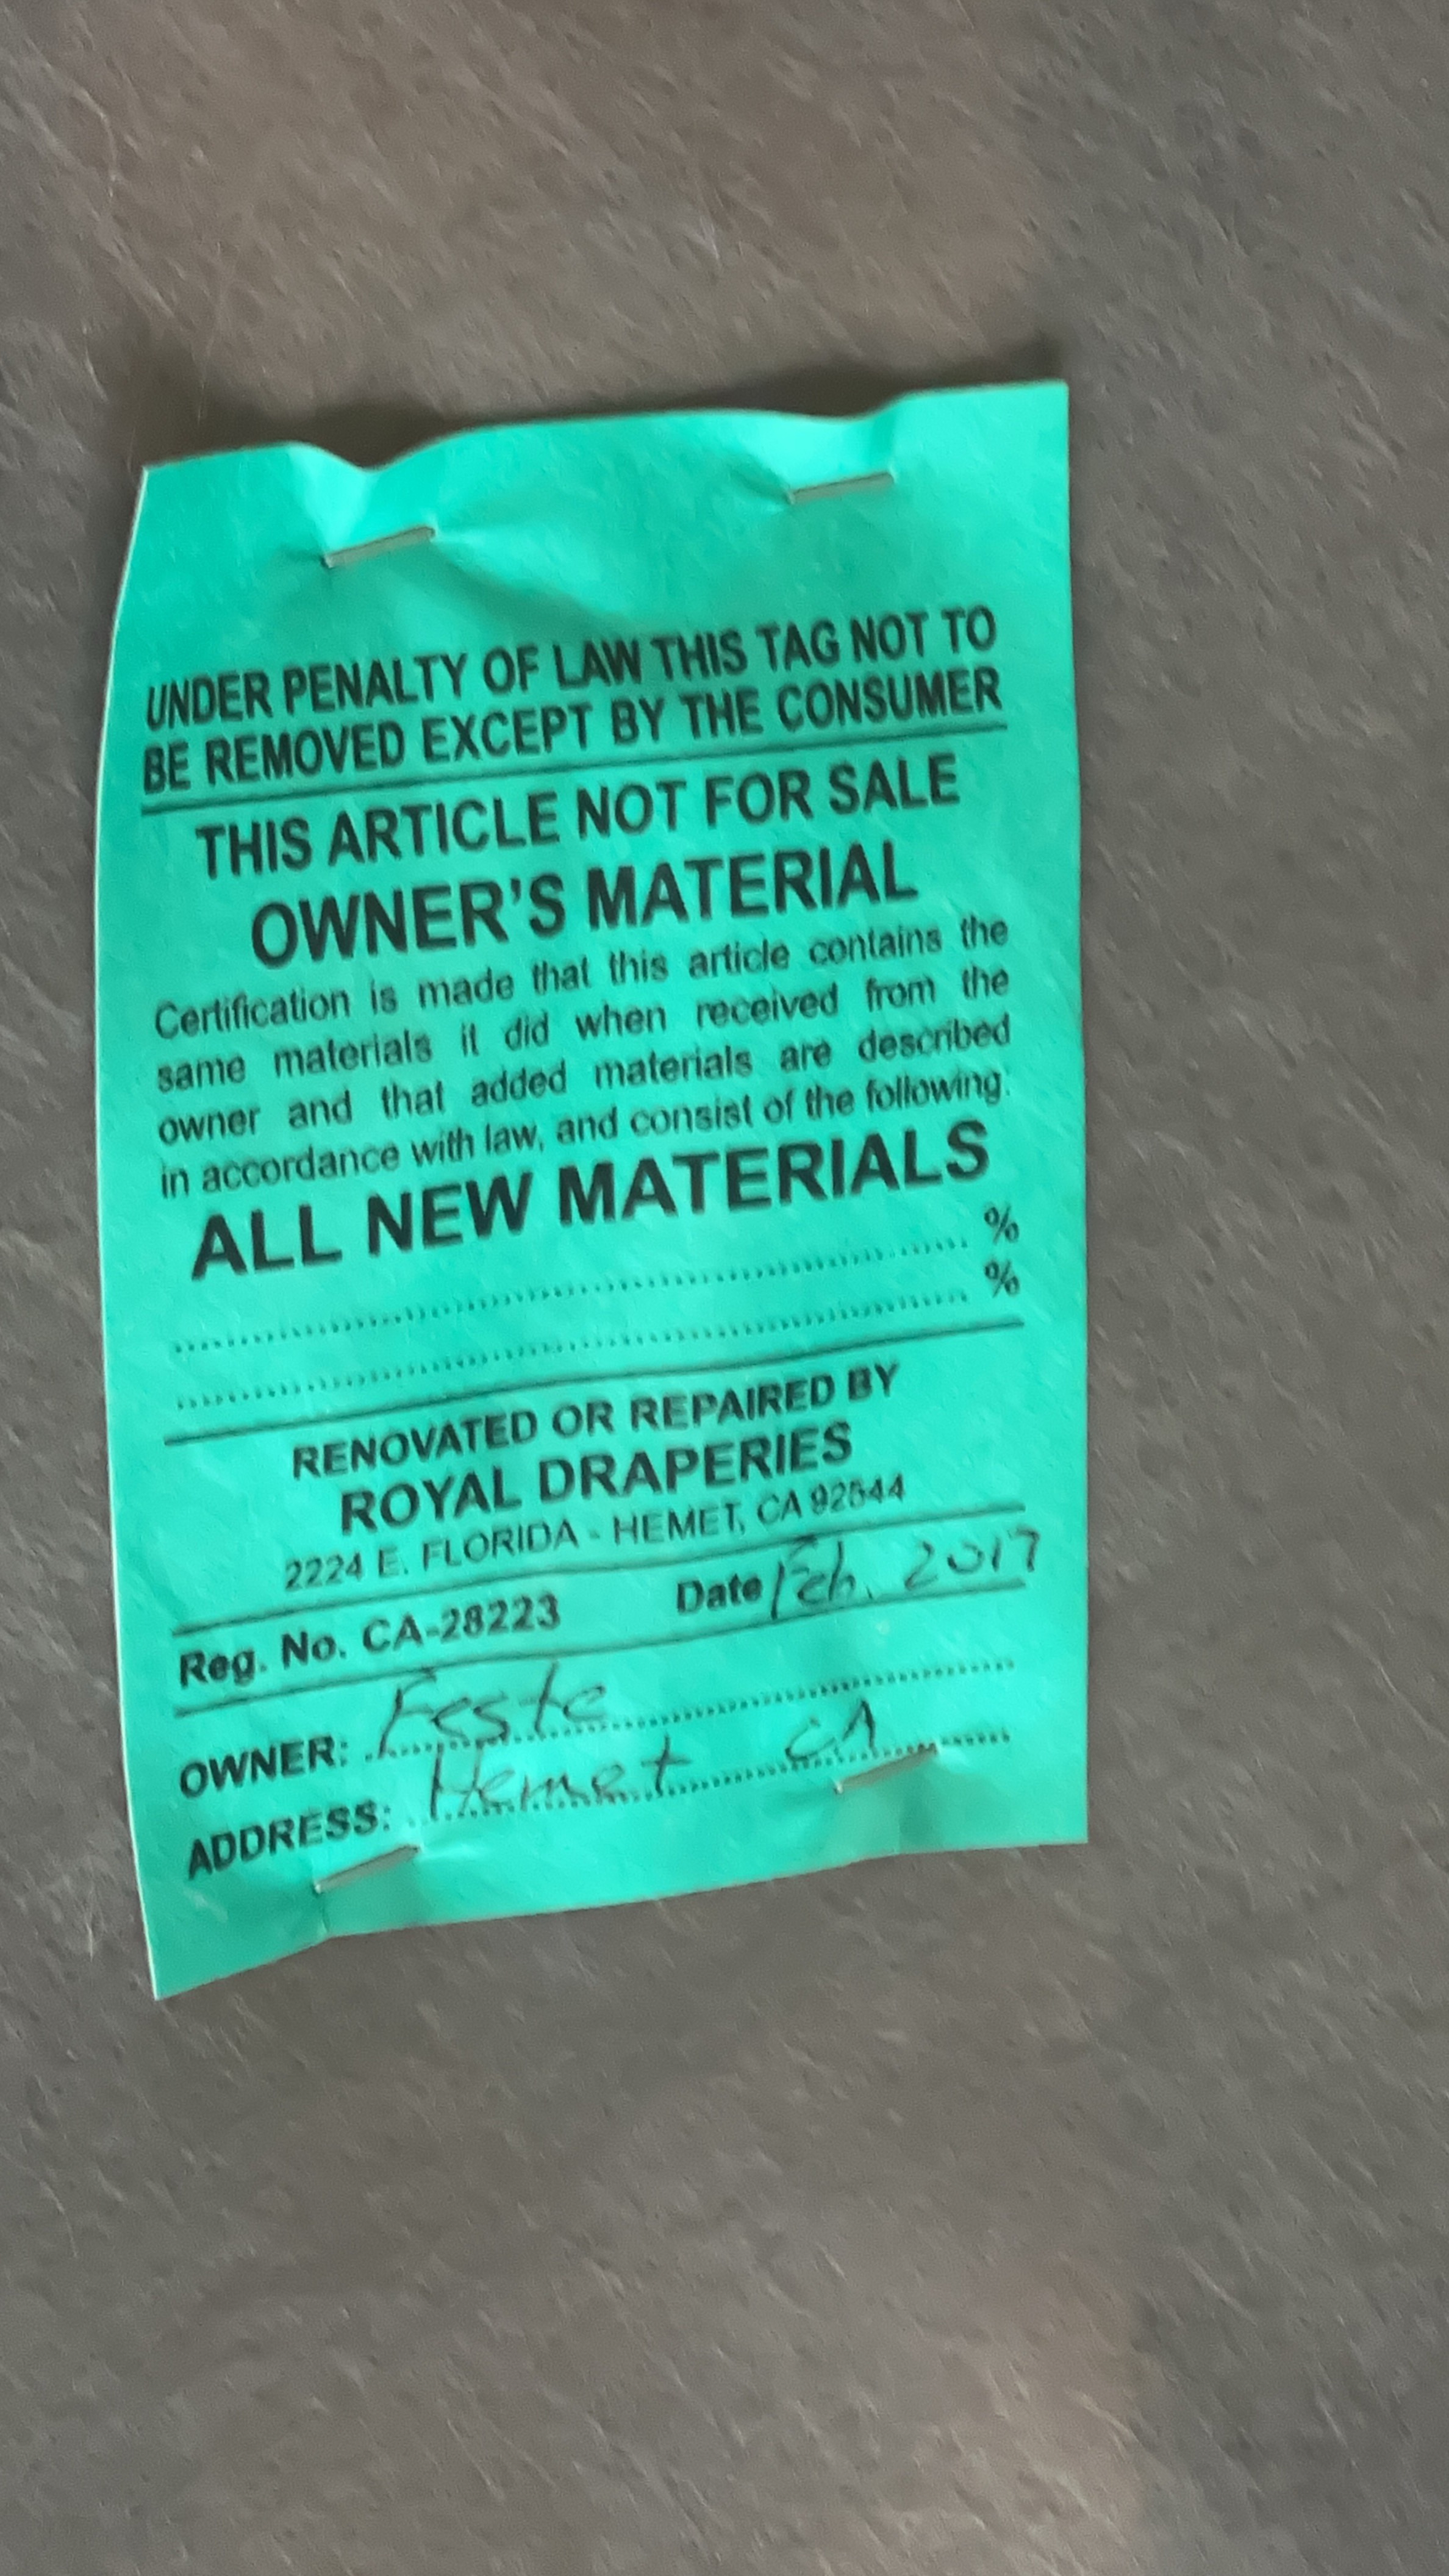 UNDER PENALTY OF LAW THIS TAG NOT TO
BE REMOVED EXCEPT BY THE CONSUMER
THIS ARTICLE NOT FOR SALE
OWNER'S MATERIAL
Certification is made that this article contains the
same materials it did when received from the
owner and that added materials are described
in accordance with law, and consist of the following:
ALL NEW MATERIALS
%
%
RENOVATED OR REPAIRED BY
ROYAL DRAPERIES
2224 E. FLORIDA - HEMET, CA 92544
Reg. No. CA-28223 Date Feb. 2017
OWNER: Feste
ADDRESS: Hemet CA